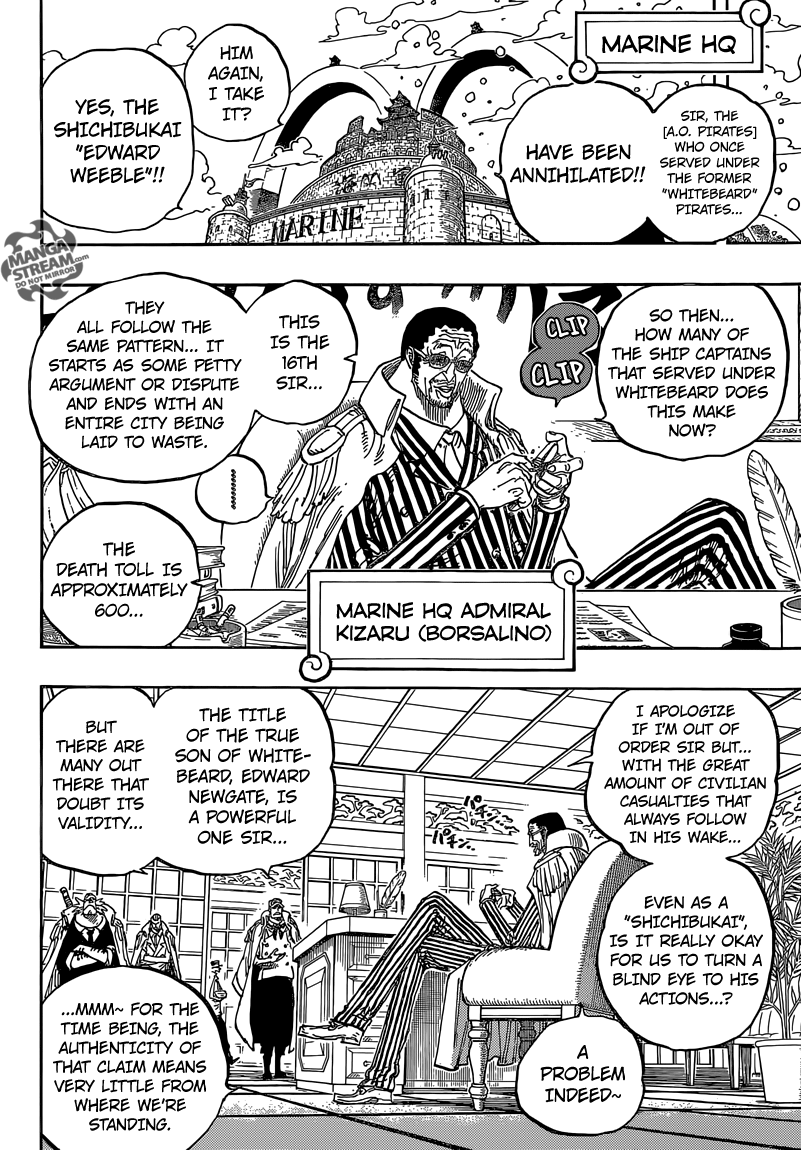 MARINE HQ
SIR, THE
[A.O. PIRATES]
WHO ONCE
SERVED UNDER
THE FORMER
"WHITEBEARD"
PIRATES...
HAVE BEEN
ANNIHILATED!!
HIM
AGAIN,
I TAKE
IT?
YES, THE
SHICHIBUKAI
"EDWARD
WEEBLE"!!
MARINE
MANGA
STREAM.com
DO NOT MIRROR
SO THEN...
HOW MANY OF
THE SHIP CAPTAINS
THAT SERVED UNDER
WHITEBEARD DOES
THIS MAKE
NOW?
CLIP
CLIP
THIS
IS THE
16TH
SIR...
THEY
ALL FOLLOW THE
SAME PATTERN... IT
STARTS AS SOME PETTY
ARGUMENT OR DISPUTE
AND ENDS WITH AN
ENTIRE CITY BEING
LAID TO WASTE.
THE
DEATH TOLL IS
APPROXIMATELY
600...
MARINE HQ ADMIRAL
KIZARU (BORSALINO)
I APOLOGIZE
IF I'M OUT OF
ORDER SIR BUT...
WITH THE GREAT
AMOUNT OF CIVILIAN
CASUALTIES THAT
ALWAYS FOLLOW
IN HIS WAKE...
EVEN AS A
"SHICHIBUKAI",
IS IT REALLY OKAY
FOR US TO TURN A
BLIND EYE TO HIS
ACTIONS...?
A
PROBLEM
INDEED~
パチン..
パチン..
THE TITLE
OF THE TRUE
SON OF WHITE-
BEARD, EDWARD
NEWGATE, IS
A POWERFUL
ONE SIR...
BUT
THERE ARE
MANY OUT
THERE THAT
DOUBT ITS
VALIDITY...
...MMM~ FOR THE
TIME BEING, THE
AUTHENTICITY OF
THAT CLAIM MEANS
VERY LITTLE FROM
WHERE WE'RE
STANDING.